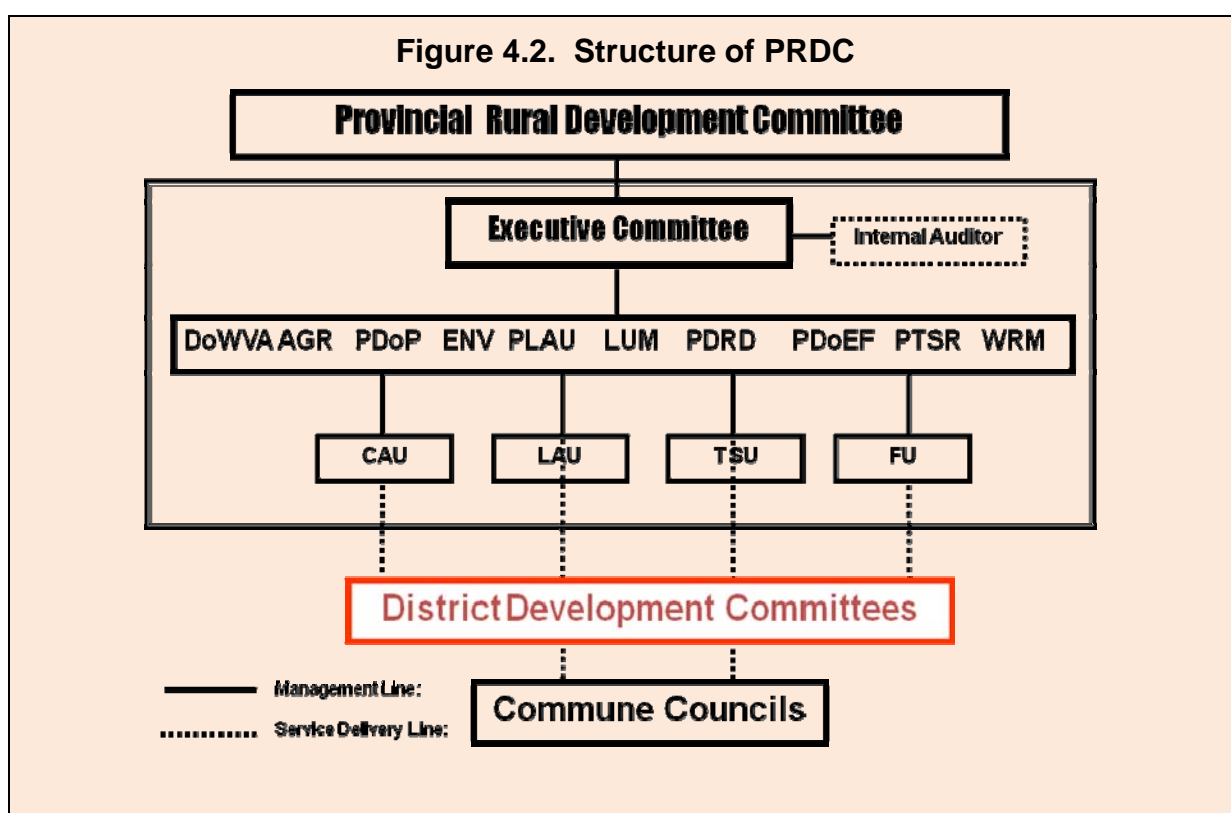 Figure 4.2.  Structure of PRDC
Provincial Rural Development Committee
Executive Committee
Internal Auditor
DoWVA AGR PDoP ENV PLAU LUM PDRD PDoEF PTSR WRM
CAU LAU TSU FU
District Development Committees
Management Line:
Service Delivery Line:
Commune Councils